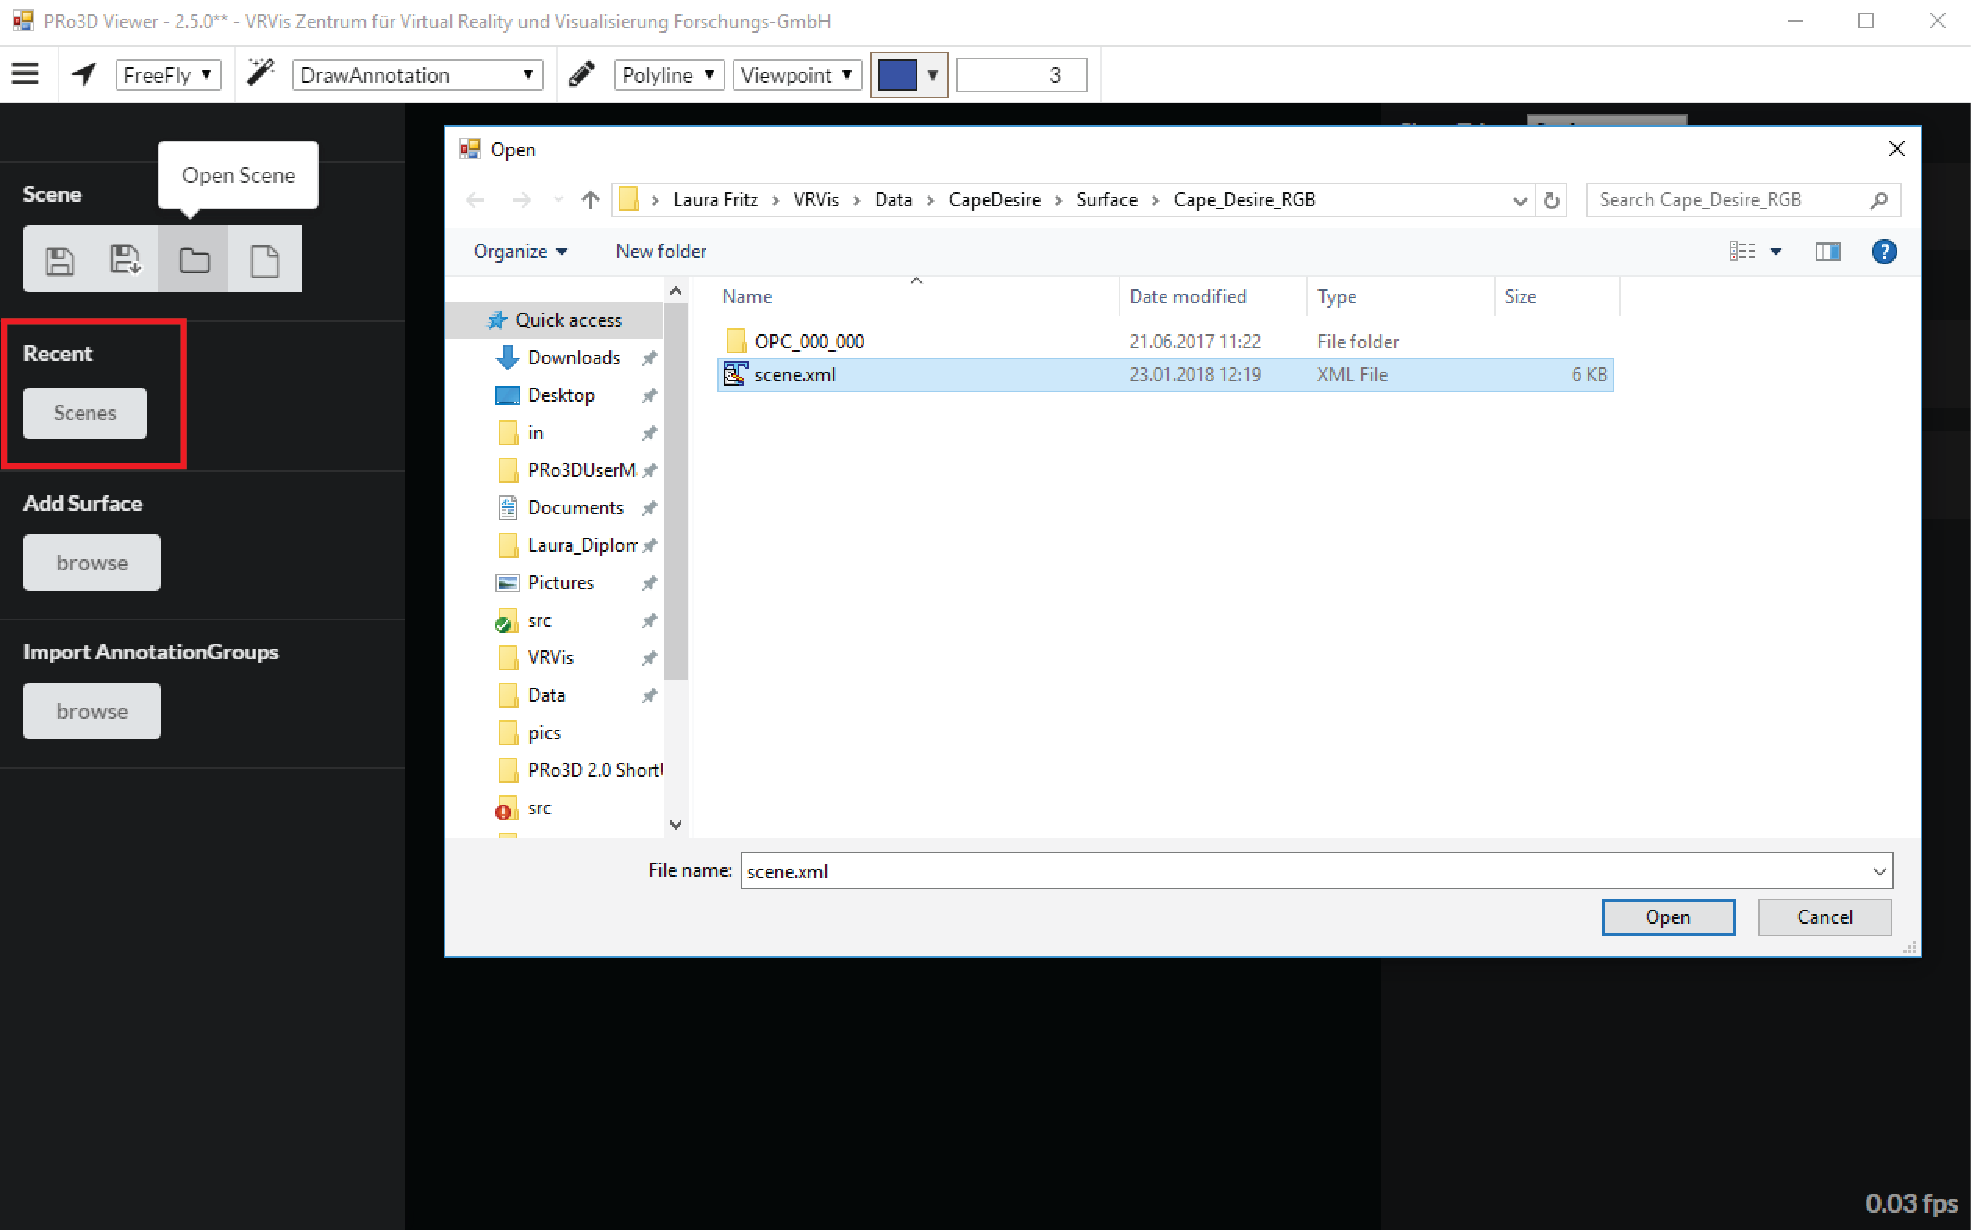 PRo3D Viewer - 2.5.0** - VRVis Zentrum für Virtual Reality und Visualisierung Forschungs-GmbH
FreeFly DrawAnnotation Polyline Viewpoint 3
Open Scene
Scene
Recent
Scenes
Add Surface
browse
Import AnnotationGroups
browse
Open
Laura Fritz › VRVis › Data › CapeDesire › Surface › Cape_Desire_RGB
Search Cape_Desire_RGB
Organize New folder
Quick access
Downloads
Desktop
in
PRo3DUserM
Documents
Laura_Diplom
Pictures
src
VRVis
Data
pics
PRo3D 2.0 Short
src
Name Date modified Type Size
OPC_000_000 21.06.2017 11:22 File folder
scene.xml 23.01.2018 12:19 XML File 6 KB
File name: scene.xml
Open Cancel
0.03 fps